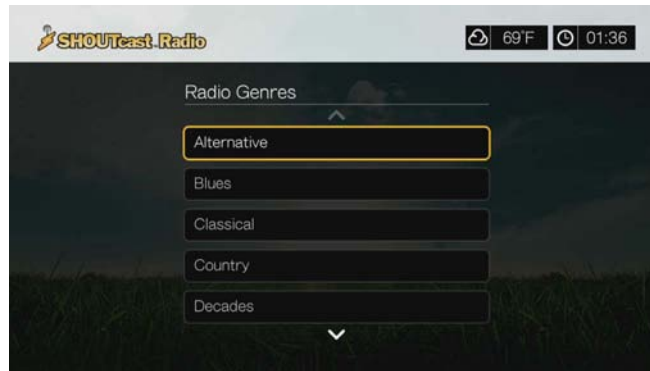 SHOUTcast Radio
69°F
01:36
Radio Genres
Alternative
Blues
Classical
Country
Decades